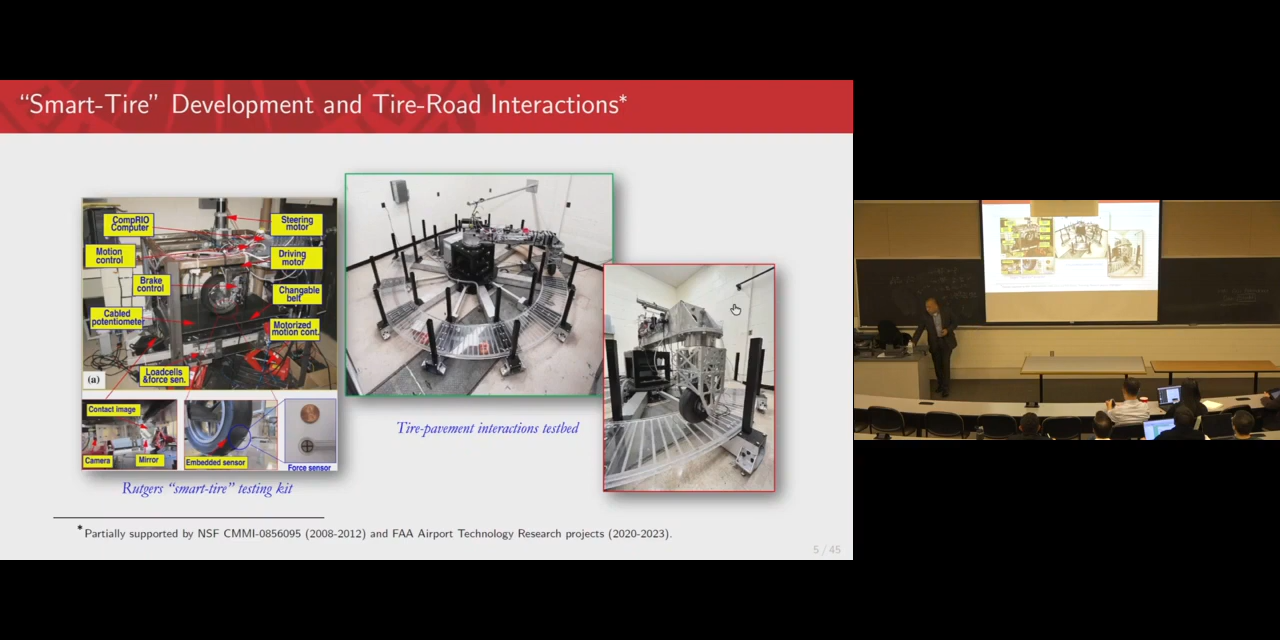 “Smart-Tire” Development and Tire-Road Interactions*
CompRIO
Computer
Steering
motor
Motion
control
Driving
motor
Brake
control
Changable
belt
Cabled
potentiometer
Motorized
motion cont.
Loadcells
&force sen.
(a)
Contact image
Camera
Mirror
Embedded sensor
Force sensor
Rutgers “smart-tire” testing kit
Tire-pavement interactions testbed
*Partially supported by NSF CMMI-0856095 (2008-2012) and FAA Airport Technology Research projects (2020-2023).
5 / 45